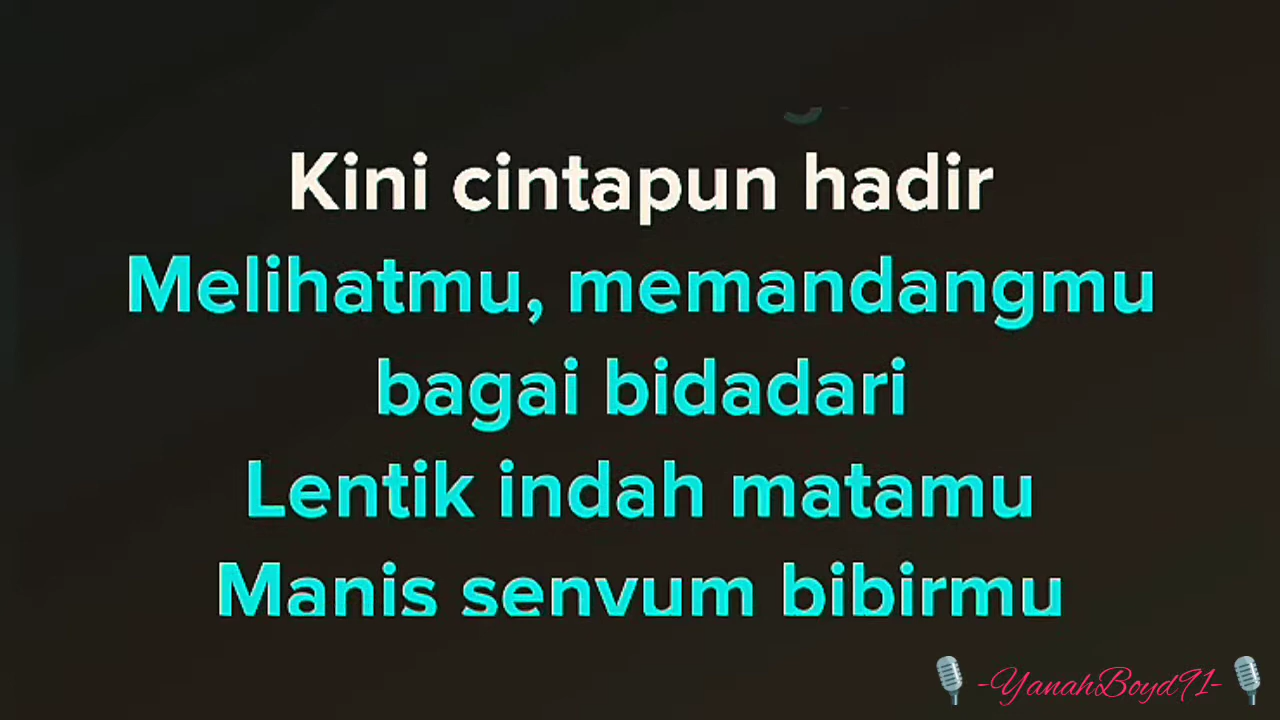 Kini cintapun hadir
Melihatmu, memandangmu
bagai bidadari
Lentik indah matamu
Manis senyum bibirmu
-YanahBoyd91-